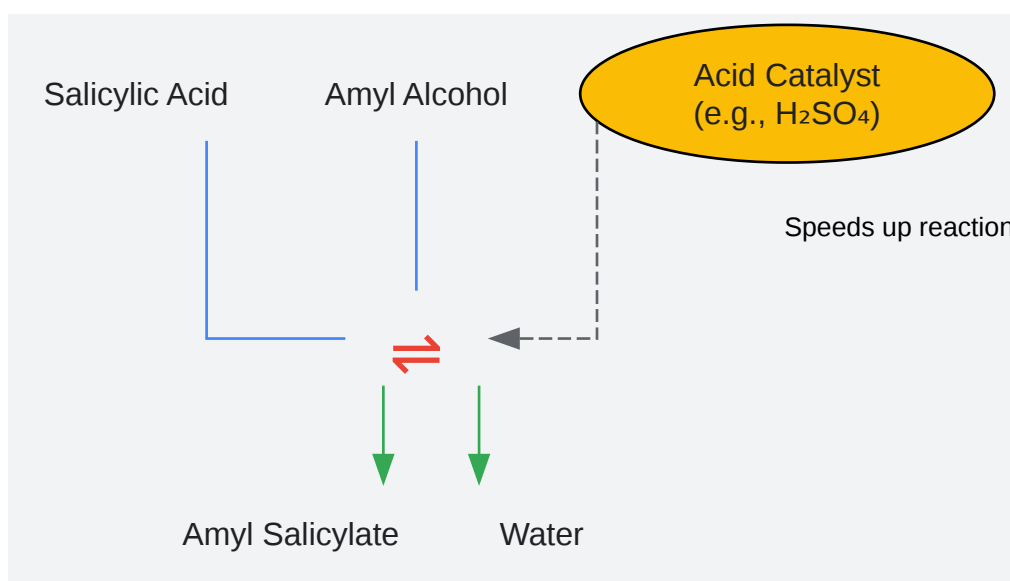 Salicylic Acid
Amyl Alcohol
Acid Catalyst
(e.g., H₂SO₄)
Speeds up reaction
⇌
Amyl Salicylate
Water